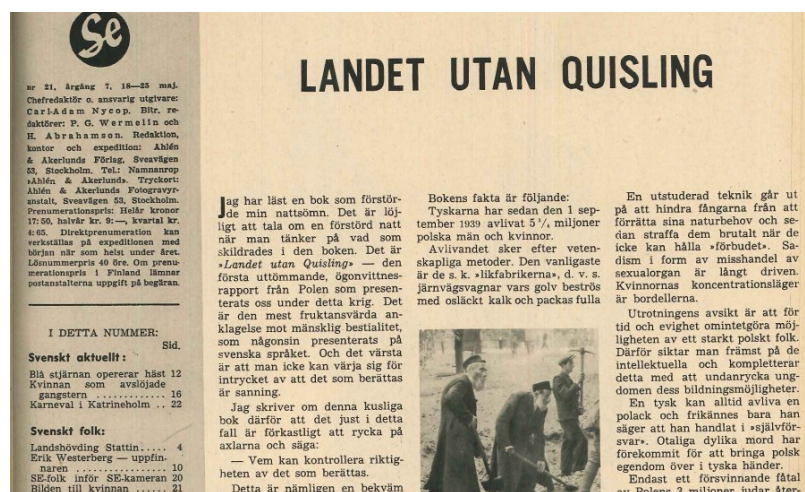 Se
nr 21, årgång 7, 18—25 maj.
Chefredaktör o. ansvarig utgivare:
Carl-Adam Nycop. Bitr. re-
daktörer: P. G. Wermelin och
H. Abrahamson. Redaktion,
kontor och expedition: Ahlén
& Åkerlunds Förlag, Sveavägen
53, Stockholm. Tel.: Namnanrop
»Ahlén & Åkerlund». Tryckort:
Ahlén & Åkerlunds Fotogravyr-
anstalt, Sveavägen 53, Stockholm.
Prenumerationspris: Helår kronor
17: 50, halvår kr. 9: —, kvartal kr.
4: 65. Direktprenumeration kan
verkställas på expeditionen med
början när som helst under året.
Lösnummerpris 40 öre. Om prenu-
merationspris i Finland lämnar
postanstalterna uppgift på begäran.
I DETTA NUMMER:
Sid.
Svenskt aktuellt:
Blå stjärnan opererar häst 12
Kvinnan som avslöjade
gangstern ............. 16
Karneval i Katrineholm .. 22
Svenskt folk:
Landshövding Stattin..... 4
Erik Westerberg — uppfin-
naren ................ 10
SE-folk inför SE-kameran 20
Bilden till kvinnan ..... 21
LANDET UTAN QUISLING
Jag har läst en bok som förstör-
de min nattsömn. Det är löj-
ligt att tala om en förstörd natt
när man tänker på vad som
skildrades i den boken. Det är
»Landet utan Quisling» — den
första uttömmande, ögonvittnes-
rapport från Polen som presen-
terats oss under detta krig. Det
är den mest fruktansvärda an-
klagelse mot mänsklig bestialitet,
som någonsin presenterats på
svenska språket. Och det värsta
är att man icke kan värja sig för
intrycket av att det som berättas
är sanning.
Jag skriver om denna kusliga
bok därför att det just i detta
fall är förkastligt att rycka på
axlarna och säga:
— Vem kan kontrollera riktig-
heten av det som berättas.
Detta är nämligen en bekväm
Bokens fakta är följande:
Tyskarna har sedan den 1 sep-
tember 1939 avlivat 5 ¹/₂ miljoner
polska män och kvinnor.
Avlivandet sker efter veten-
skapliga metoder. Den vanligaste
är de s. k. »likfabrikerna», d. v. s.
järnvägsvagnar vars golv beströs
med osläckt kalk och packas fulla
En utstuderad teknik går ut
på att hindra fångarna från att
förrätta sina naturbehov och se-
dan straffa dem brutalt när de
icke kan hålla »förbudet». Sa-
dism i form av misshandel av
sexualorgan är långt driven.
Kvinnornas koncentrationsläger
är bordellerna.
Utrotningens avsikt är att för
tid och evighet omintetgöra möj-
ligheten av ett starkt polskt folk.
Därför siktar man främst på de
intellektuella och kompletterar
detta med att undanrycka ung-
domen dess bildningsmöjligheter.
En tysk kan alltid avliva en
polack och frikännes bara han
säger att han handlat i »självför-
svar». Otaliga dylika mord har
förekommit för att bringa polsk
egendom över i tyska händer.
Endast ett försvinnande fåtal
av Polens 3 miljoner judar åter-